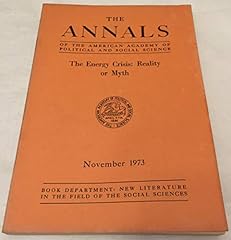 THE
ANNALS
OF THE AMERICAN ACADEMY OF
POLITICAL AND SOCIAL SCIENCE
The Energy Crisis: Reality
or Myth
November 1973
BOOK DEPARTMENT: NEW LITERATURE
IN THE FIELD OF THE SOCIAL SCIENCES